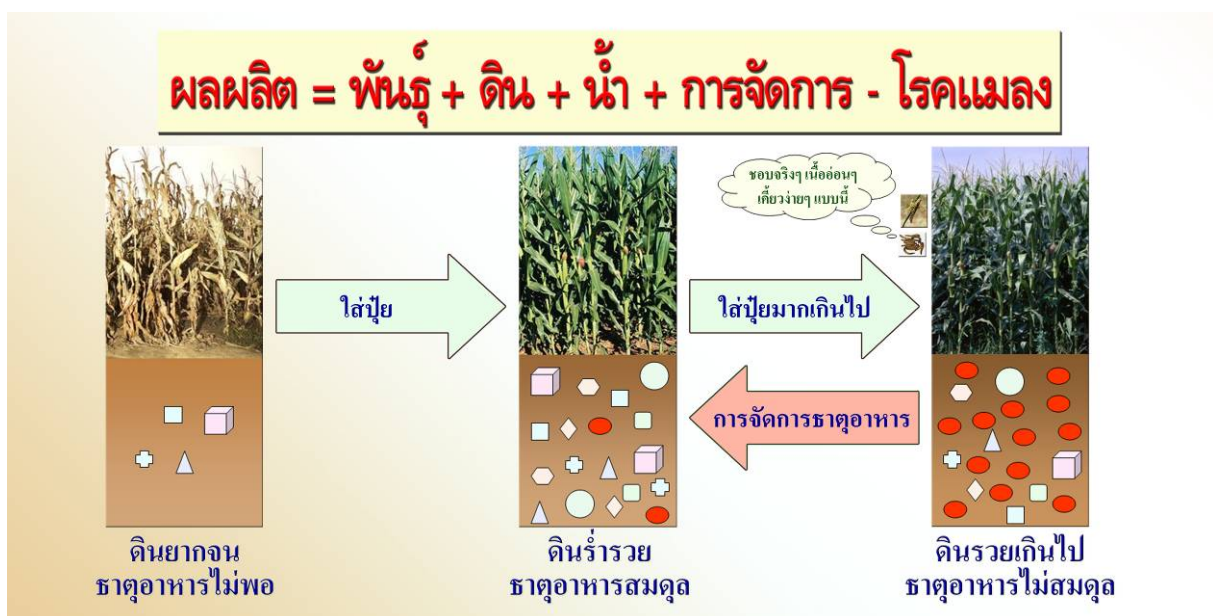 ผลผลิต = พันธุ์ + ดิน + น้ำ + การจัดการ - โรคแมลง
ชอบจริงๆ เนื้ออ่อนๆ
เคี้ยวง่ายๆ แบบนี้
ใส่ปุ๋ย
ใส่ปุ๋ยมากเกินไป
การจัดการธาตุอาหาร
ดินยากจน
ธาตุอาหารไม่พอ
ดินร่ำรวย
ธาตุอาหารสมดุล
ดินรวยเกินไป
ธาตุอาหารไม่สมดุล